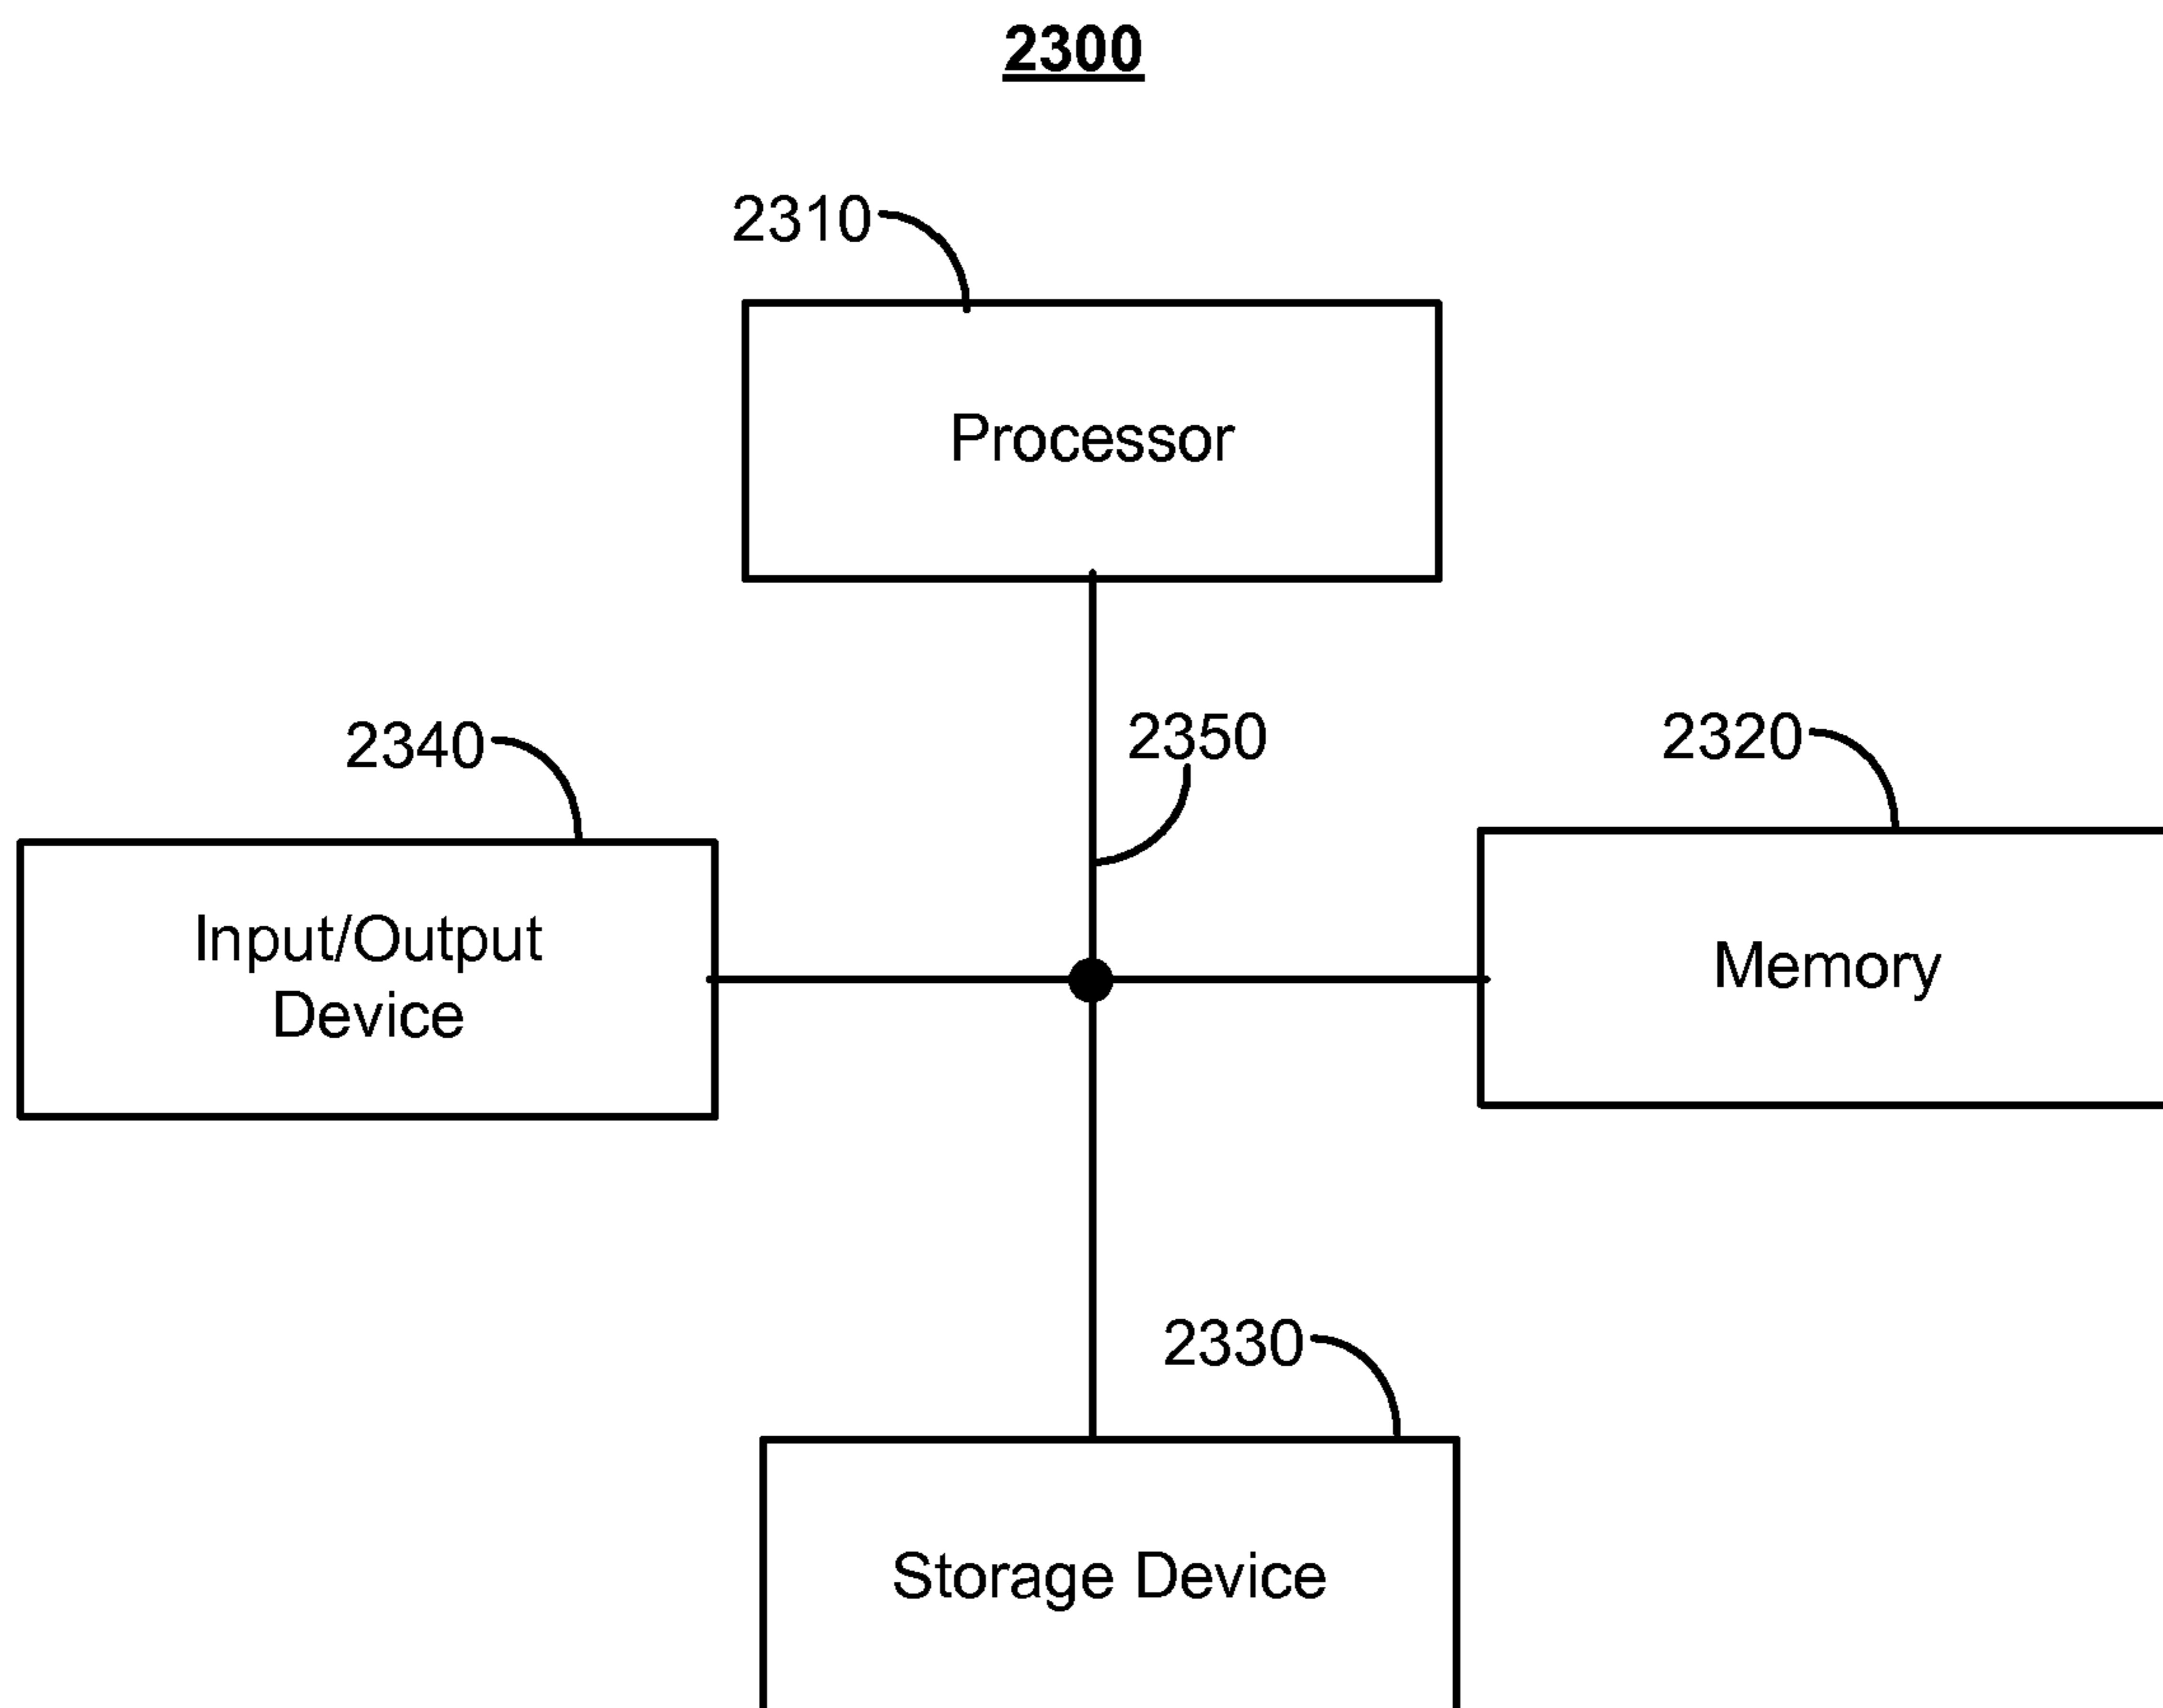 2300
2310
Processor
2340
2350
2320
Input/Output
Device
Memory
2330
Storage Device